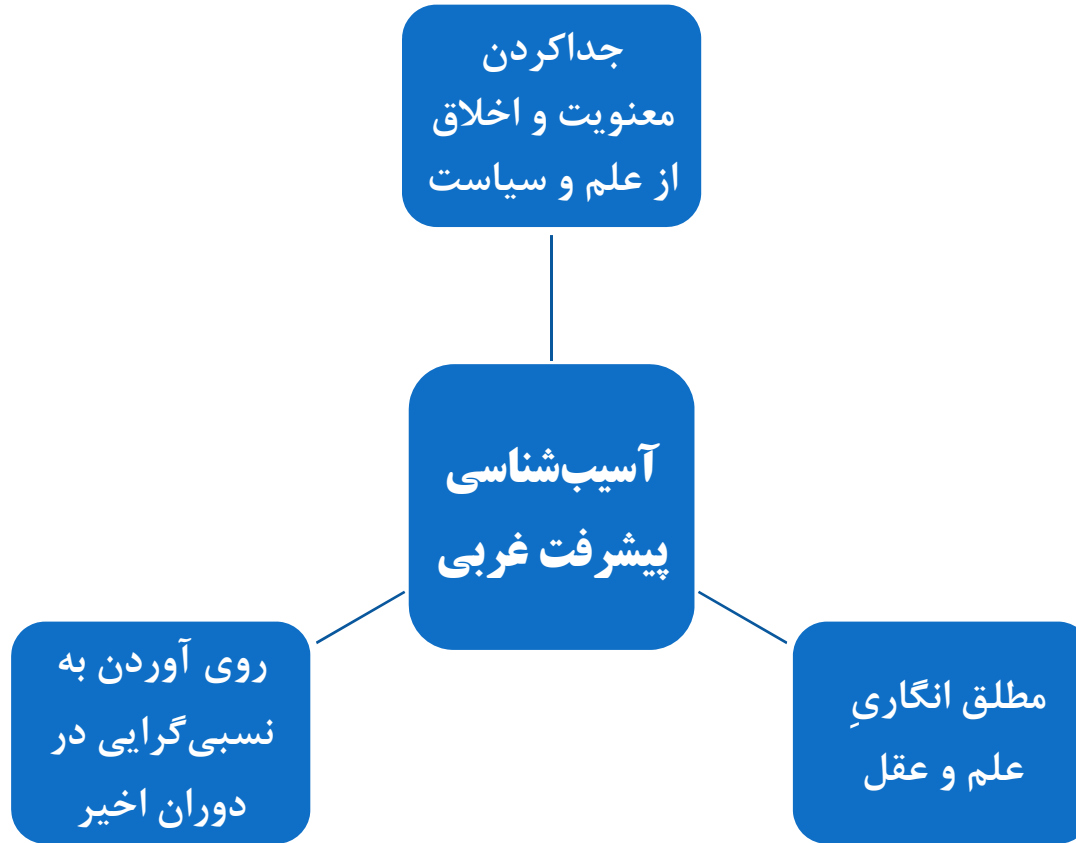 جداکردن
معنویت و اخلاق
از علم و سیاست
آسیب‌شناسی
پیشرفت غربی
مطلق انگاریِ
علم و عقل
روی آوردن به
نسبی‌گرایی در
دوران اخیر